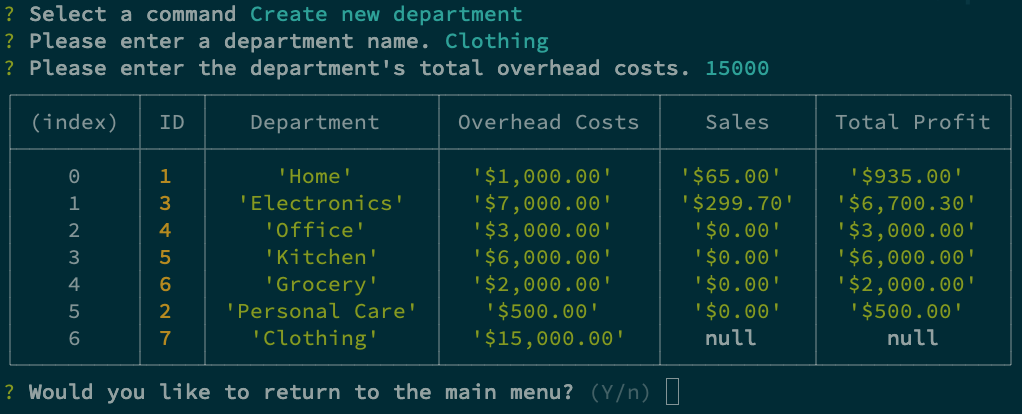 ? Select a command Create new department
? Please enter a department name. Clothing
? Please enter the department's total overhead costs. 15000
(index) ID Department Overhead Costs Sales Total Profit
0 1 'Home' '$1,000.00' '$65.00' '$935.00'
1 3 'Electronics' '$7,000.00' '$299.70' '$6,700.30'
2 4 'Office' '$3,000.00' '$0.00' '$3,000.00'
3 5 'Kitchen' '$6,000.00' '$0.00' '$6,000.00'
4 6 'Grocery' '$2,000.00' '$0.00' '$2,000.00'
5 2 'Personal Care' '$500.00' '$0.00' '$500.00'
6 7 'Clothing' '$15,000.00' null null
? Would you like to return to the main menu? (Y/n)